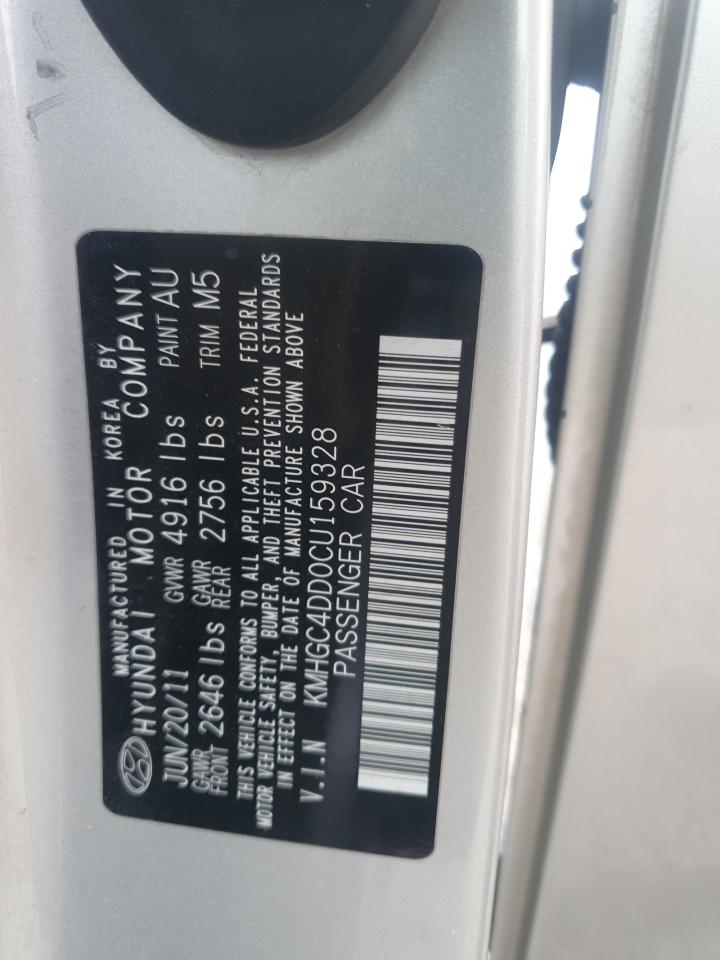 MANUFACTURED IN KOREA BY
HYUNDAI MOTOR COMPANY
JUN/20/11 GVWR 4916 lbs PAINT AU
GAWR FRONT 2646 lbs GAWR REAR 2756 lbs TRIM M5
THIS VEHICLE CONFORMS TO ALL APPLICABLE U.S.A. FEDERAL
MOTOR VEHICLE SAFETY, BUMPER, AND THEFT PREVENTION STANDARDS
IN EFFECT ON THE DATE OF MANUFACTURE SHOWN ABOVE
V.I.N KMHGC4DD0CU159328
PASSENGER CAR